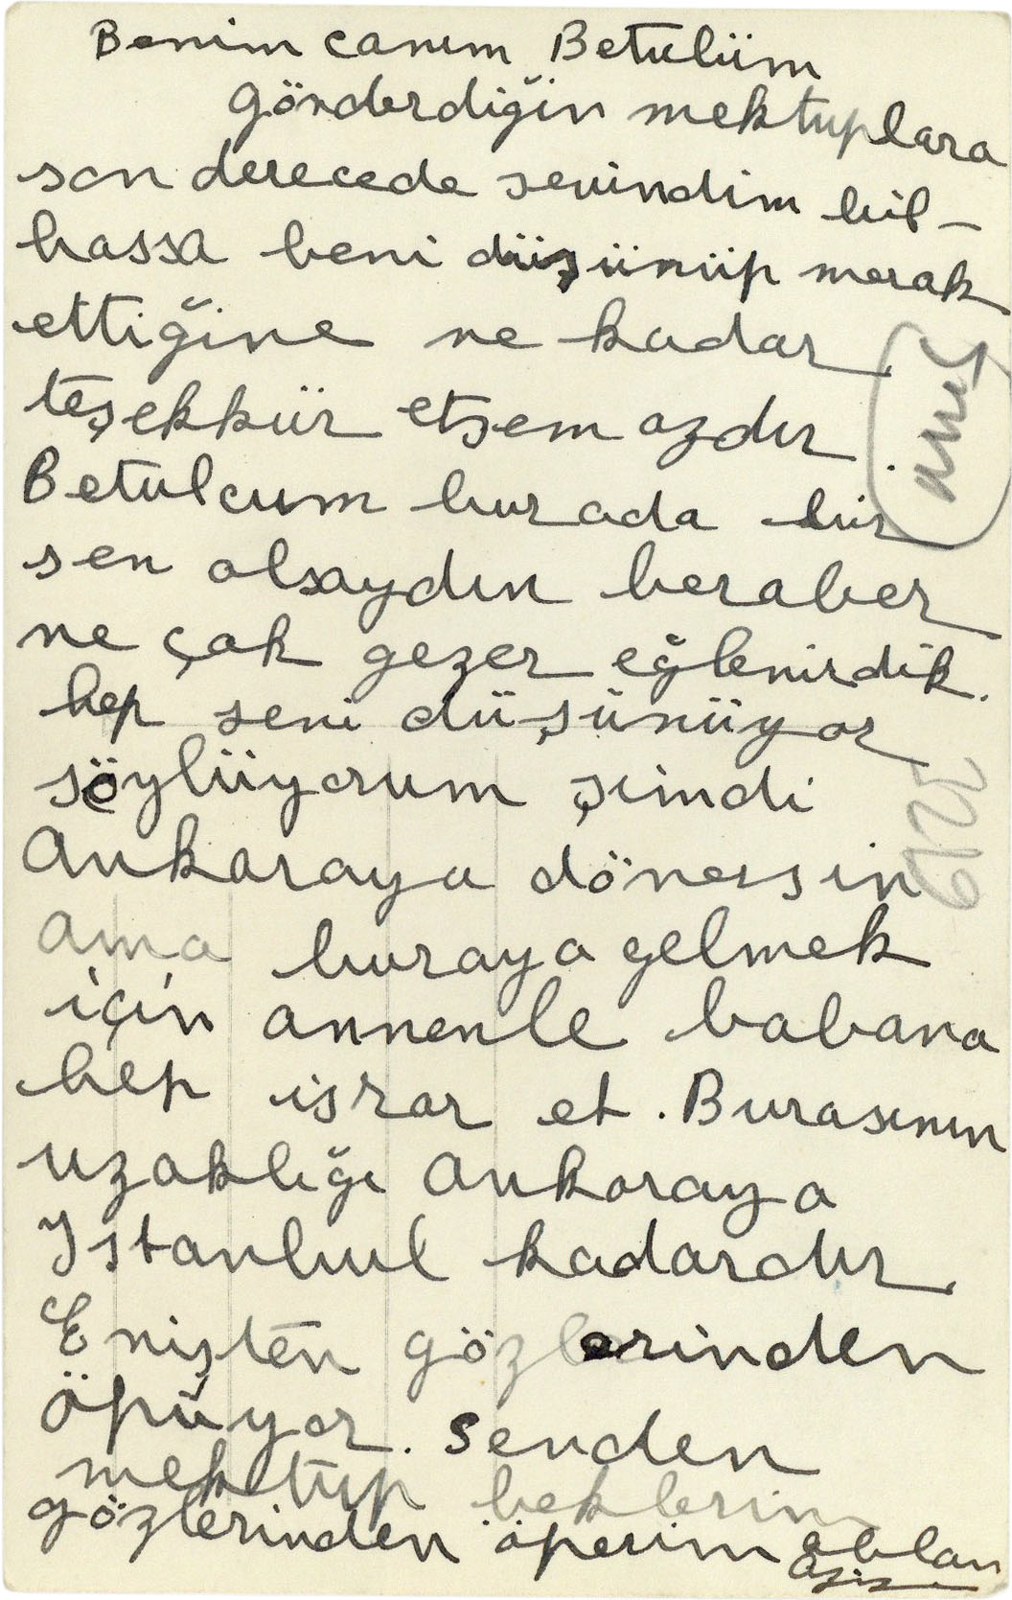 Benim canım Betulüm
gönderdiğin mektuplara
son derecede sevindim bil-
hassa beni düşünüp merak
ettiğine ne kadar
teşekkür etsem azdır.
Betulcum burada bir
sen olsaydın beraber
ne çok gezer eğlenirdik.
hep seni düşünüyor
söylüyorum şimdi
Ankaraya dönersin
ama buraya gelmek
için annenle babana
hep israr et. Burasının
uzaklığı Ankaraya
Istanbul kadardır
Enişten gözlerinden
öpüyor. Senden
mektup beklerim
gözlerinden öperim ablan